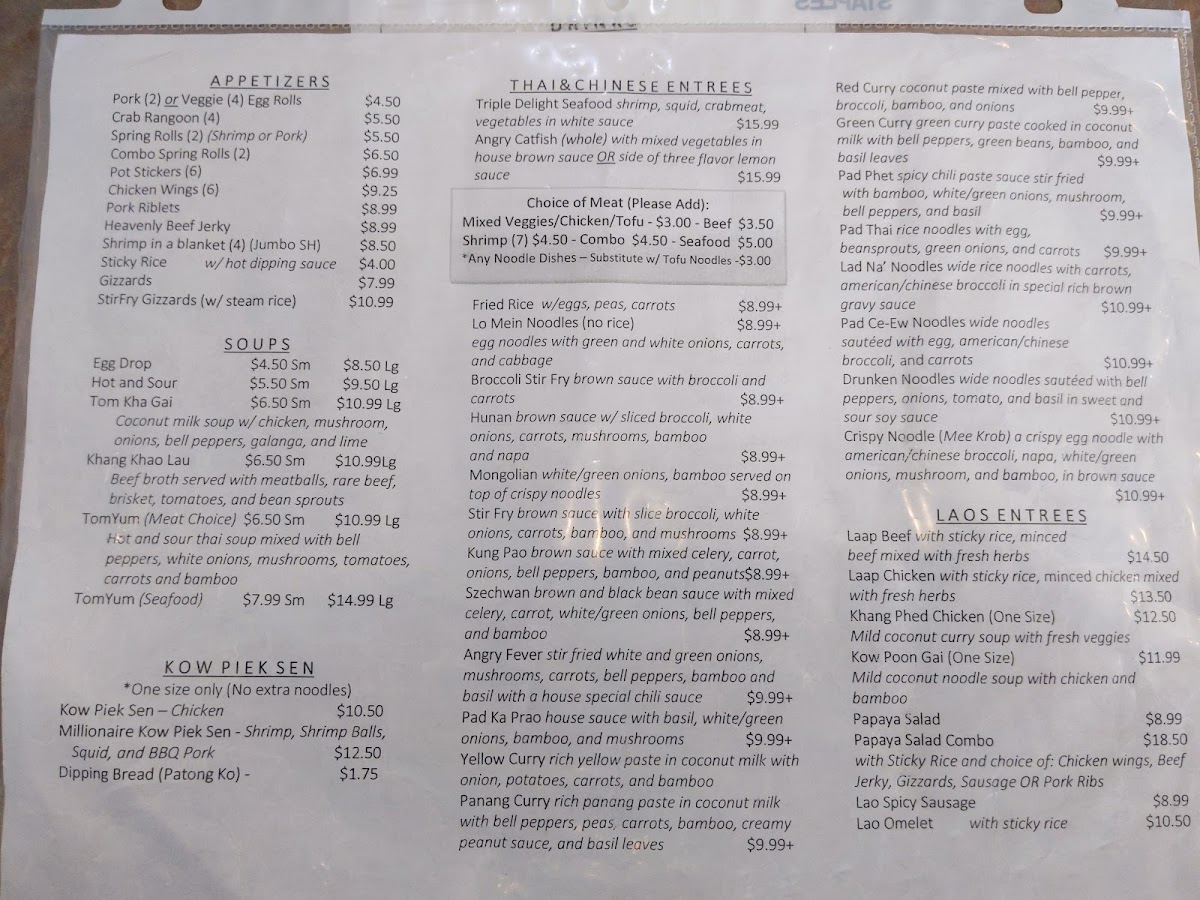 APPETIZERS
Pork (2) or Veggie (4) Egg Rolls $4.50
Crab Rangoon (4) $5.50
Spring Rolls (2) (Shrimp or Pork) $5.50
Combo Spring Rolls (2) $6.50
Pot Stickers (6) $6.99
Chicken Wings (6) $9.25
Pork Riblets $8.99
Heavenly Beef Jerky $8.99
Shrimp in a blanket (4) (Jumbo SH) $8.50
Sticky Rice w/ hot dipping sauce $4.00
Gizzards $7.99
StirFry Gizzards (w/ steam rice) $10.99
SOUPS
Egg Drop $4.50 Sm $8.50 Lg
Hot and Sour $5.50 Sm $9.50 Lg
Tom Kha Gai $6.50 Sm $10.99 Lg
Coconut milk soup w/ chicken, mushroom,
onions, bell peppers, galanga, and lime
Khang Khao Lau $6.50 Sm $10.99Lg
Beef broth served with meatballs, rare beef,
brisket, tomatoes, and bean sprouts
TomYum (Meat Choice) $6.50 Sm $10.99 Lg
Hot and sour thai soup mixed with bell
peppers, white onions, mushrooms, tomatoes,
carrots and bamboo
TomYum (Seafood) $7.99 Sm $14.99 Lg
KOW PIEK SEN
*One size only (No extra noodles)
Kow Piek Sen – Chicken $10.50
Millionaire Kow Piek Sen - Shrimp, Shrimp Balls,
Squid, and BBQ Pork $12.50
Dipping Bread (Patong Ko) - $1.75
THAI&CHINESE ENTREES
Triple Delight Seafood shrimp, squid, crabmeat,
vegetables in white sauce $15.99
Angry Catfish (whole) with mixed vegetables in
house brown sauce OR side of three flavor lemon
sauce $15.99
Choice of Meat (Please Add):
Mixed Veggies/Chicken/Tofu - $3.00 - Beef $3.50
Shrimp (7) $4.50 - Combo $4.50 - Seafood $5.00
*Any Noodle Dishes – Substitute w/ Tofu Noodles -$3.00
Fried Rice w/eggs, peas, carrots $8.99+
Lo Mein Noodles (no rice) $8.99+
egg noodles with green and white onions, carrots,
and cabbage
Broccoli Stir Fry brown sauce with broccoli and
carrots $8.99+
Hunan brown sauce w/ sliced broccoli, white
onions, carrots, mushrooms, bamboo
and napa $8.99+
Mongolian white/green onions, bamboo served on
top of crispy noodles $8.99+
Stir Fry brown sauce with slice broccoli, white
onions, carrots, bamboo, and mushrooms $8.99+
Kung Pao brown sauce with mixed celery, carrot,
onions, bell peppers, bamboo, and peanuts$8.99+
Szechwan brown and black bean sauce with mixed
celery, carrot, white/green onions, bell peppers,
and bamboo $8.99+
Angry Fever stir fried white and green onions,
mushrooms, carrots, bell peppers, bamboo and
basil with a house special chili sauce $9.99+
Pad Ka Prao house sauce with basil, white/green
onions, bamboo, and mushrooms $9.99+
Yellow Curry rich yellow paste in coconut milk with
onion, potatoes, carrots, and bamboo
Panang Curry rich panang paste in coconut milk
with bell peppers, peas, carrots, bamboo, creamy
peanut sauce, and basil leaves $9.99+
Red Curry coconut paste mixed with bell pepper,
broccoli, bamboo, and onions $9.99+
Green Curry green curry paste cooked in coconut
milk with bell peppers, green beans, bamboo, and
basil leaves $9.99+
Pad Phet spicy chili paste sauce stir fried
with bamboo, white/green onions, mushroom,
bell peppers, and basil $9.99+
Pad Thai rice noodles with egg,
beansprouts, green onions, and carrots $9.99+
Lad Na' Noodles wide rice noodles with carrots,
american/chinese broccoli in special rich brown
gravy sauce $10.99+
Pad Ce-Ew Noodles wide noodles
sautéed with egg, american/chinese
broccoli, and carrots $10.99+
Drunken Noodles wide noodles sautéed with bell
peppers, onions, tomato, and basil in sweet and
sour soy sauce $10.99+
Crispy Noodle (Mee Krob) a crispy egg noodle with
american/chinese broccoli, napa, white/green
onions, mushroom, and bamboo, in brown sauce
$10.99+
LAOS ENTREES
Laap Beef with sticky rice, minced
beef mixed with fresh herbs $14.50
Laap Chicken with sticky rice, minced chicken mixed
with fresh herbs $13.50
Khang Phed Chicken (One Size) $12.50
Mild coconut curry soup with fresh veggies
Kow Poon Gai (One Size) $11.99
Mild coconut noodle soup with chicken and
bamboo
Papaya Salad $8.99
Papaya Salad Combo $18.50
with Sticky Rice and choice of: Chicken wings, Beef
Jerky, Gizzards, Sausage OR Pork Ribs
Lao Spicy Sausage $8.99
Lao Omelet with sticky rice $10.50